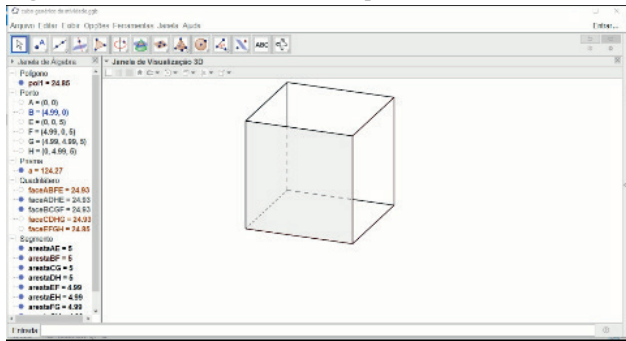 Arquivo Editar Exibir Opções Ferramentas Janela Ajuda
Entrar...
ABC
Janela de Álgebra
Janela de Visualização 3D
Polígono
pol1 = 24.85
Ponto
A = (0, 0)
B = (4.99, 0)
E = (0, 0, 5)
F = (4.99, 0, 5)
G = (4.99, 4.99, 5)
H = (0, 4.99, 5)
Prisma
a = 124.27
Quadrilátero
faceABFE = 24.93
faceADHE = 24.93
faceBCGF = 24.93
faceCDHG = 24.93
faceEFGH = 24.85
Segmento
arestaAE = 5
arestaBF = 5
arestaCG = 5
arestaDH = 5
arestaEF = 4.99
arestaEH = 4.99
arestaFG = 4.99
Entrada: